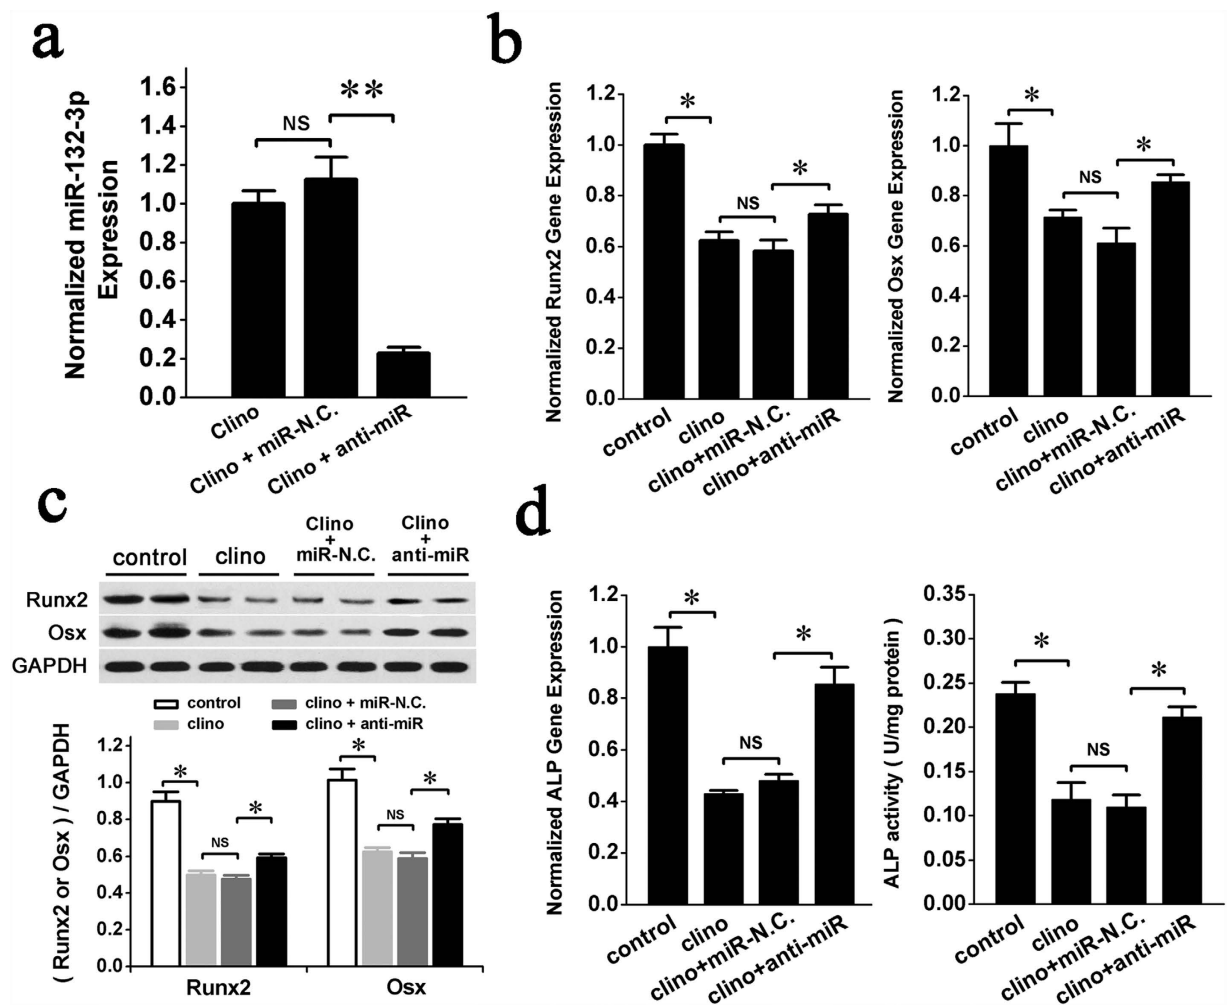 a
Normalized miR-132-3p
Expression
1.6
1.4
1.2
1.0
0.8
0.6
0.4
0.2
0.0
NS
**
Clino
Clino + miR-N.C.
Clino + anti-miR
b
Normalized Runx2 Gene Expression
1.2
1.0
0.8
0.6
0.4
0.2
0.0
*
NS
*
control
clino
clino+miR-N.C.
clino+anti-miR
Normalized Osx Gene Expression
1.2
1.0
0.8
0.6
0.4
0.2
0.0
*
NS
*
control
clino
clino+miR-N.C.
clino+anti-miR
c
control
clino
Clino
+
miR-N.C.
Clino
+
anti-miR
Runx2
Osx
GAPDH
control
clino + miR-N.C.
clino
clino + anti-miR
( Runx2 or Osx ) / GAPDH
1.2
1.0
0.8
0.6
0.4
0.2
0.0
*
NS
*
*
NS
*
Runx2
Osx
d
Normalized ALP Gene Expression
1.2
1.0
0.8
0.6
0.4
0.2
0.0
*
NS
*
control
clino
clino+miR-N.C.
clino+anti-miR
ALP activity ( U/mg protein )
0.35
0.30
0.25
0.20
0.15
0.10
0.05
0.00
*
NS
*
control
clino
clino+miR-N.C.
clino+anti-miR